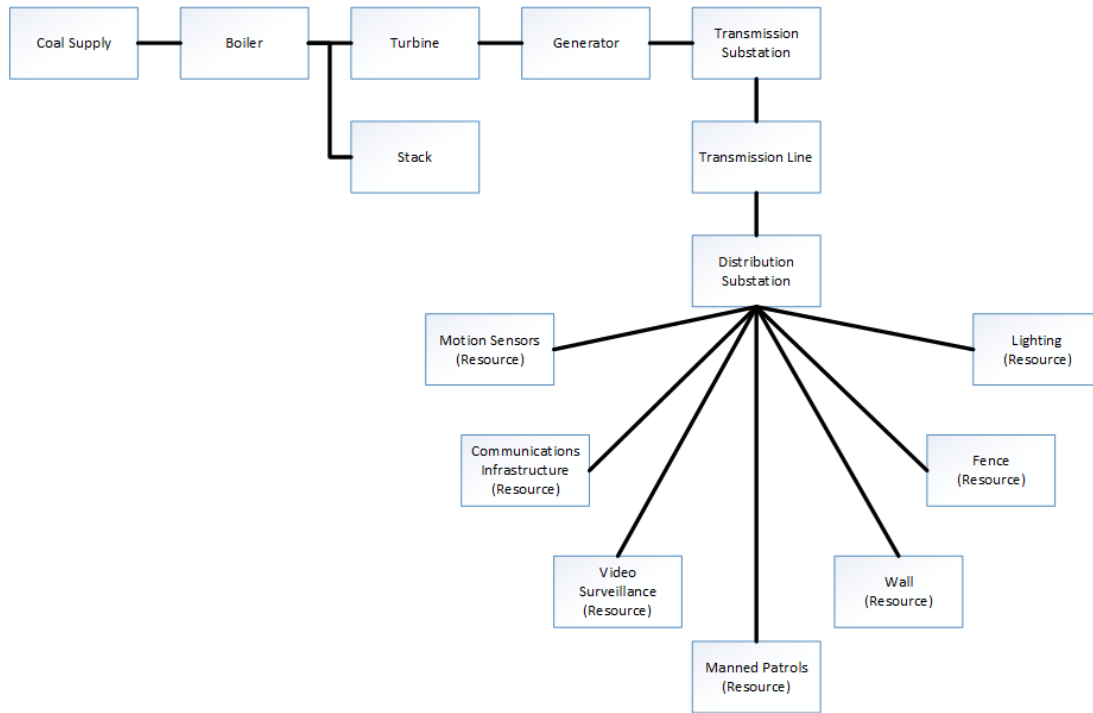 Coal Supply
Boiler
Turbine
Generator
Transmission
Substation
Stack
Transmission Line
Distribution
Substation
Motion Sensors
(Resource)
Lighting
(Resource)
Communications
Infrastructure
(Resource)
Fence
(Resource)
Video
Surveillance
(Resource)
Wall
(Resource)
Manned Patrols
(Resource)